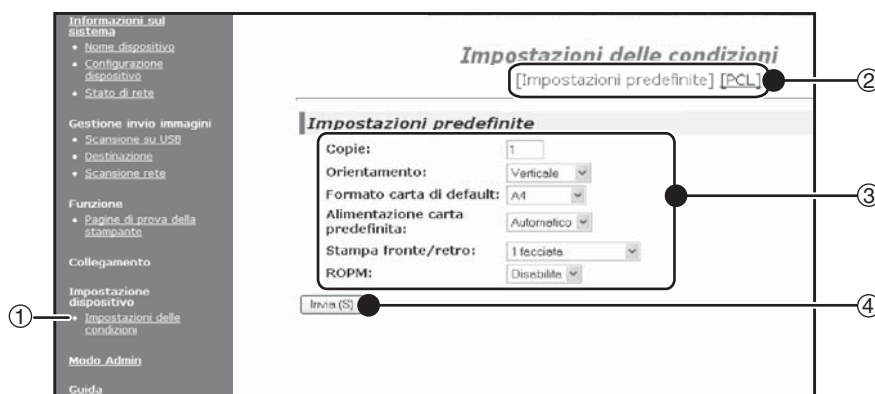 Informazioni sul
sistema
• Nome dispositivo
• Configurazione
dispositivo
• Stato di rete
Gestione invio immagini
• Scansione su USB
• Destinazione
• Scansione rete
Funzione
• Pagine di prova della
stampante
Collegamento
Impostazione
dispositivo
① • Impostazioni delle
condizioni
Modo Admin
Guida
Impostazioni delle condizioni
[Impostazioni predefinite] [PCL] ②
Impostazioni predefinite
Copie: 1
Orientamento: Verticale
③
Formato carta di default: A4
Alimentazione carta
predefinita: Automatico
Stampa fronte/retro: 1 facciata
ROPM: Disabilita
Invia (S) ④